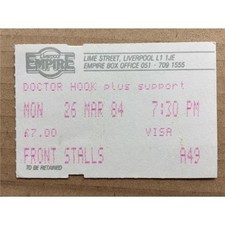 EMPIRE
LIME STREET, LIVERPOOL L1 1JE
EMPIRE BOX OFFICE 051 - 709 1555
DOCTOR HOOK plus support
MON 26 MAR 84 7:30 PM
£7.00 VISA
FRONT STALLS A49
TO BE RETAINED